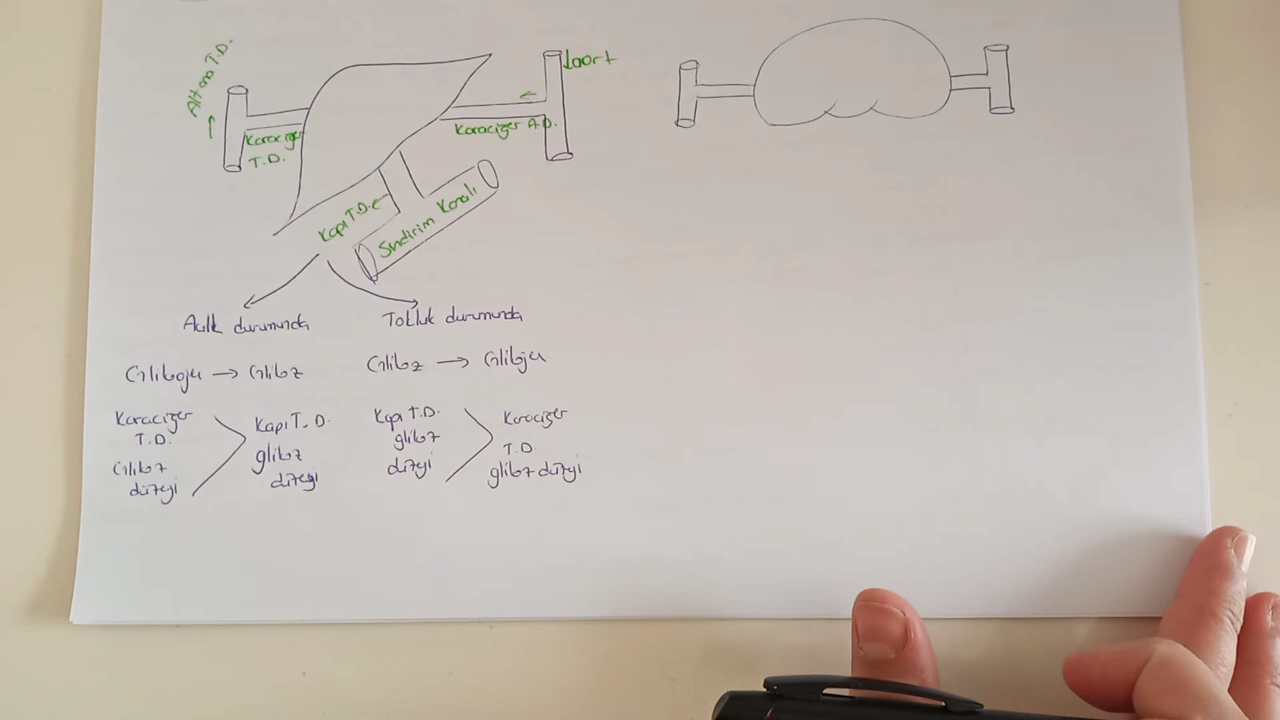 Alt ana T.D.
Karaciğer
T.D.
Aort
Karaciğer A.D.
Kapı T.D.
Sindirim Kanalı
Açlık durumunda
Tokluk durumunda
Glikojen → Glikoz
Glikoz → Glikojen
Karaciğer
T.D.
Glikoz
düzeyi
>
Kapı T.D.
glikoz
düzeyi
Kapı T.D.
glikoz
düzeyi
>
Karaciğer
T.D.
glikoz düzeyi